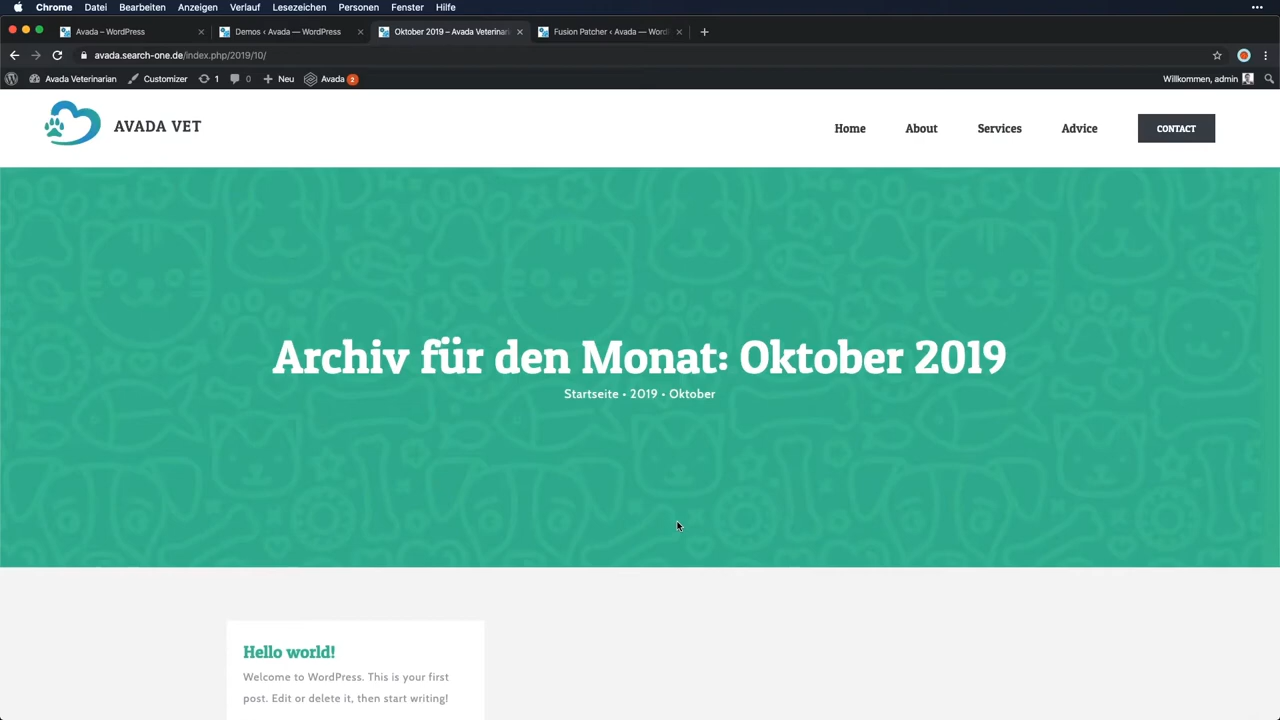 Chrome Datei Bearbeiten Anzeigen Verlauf Lesezeichen Personen Fenster Hilfe
Avada – WordPress
Demos ‹ Avada — WordPress
Oktober 2019 – Avada Veterinari
Fusion Patcher ‹ Avada — Word
avada.search-one.de/index.php/2019/10/
Avada Veterinarian Customizer 1 0 Neu Avada 2 Willkommen, admin
AVADA VET
Home About Services Advice CONTACT
Archiv für den Monat: Oktober 2019
Startseite • 2019 • Oktober
Hello world!
Welcome to WordPress. This is your first
post. Edit or delete it, then start writing!